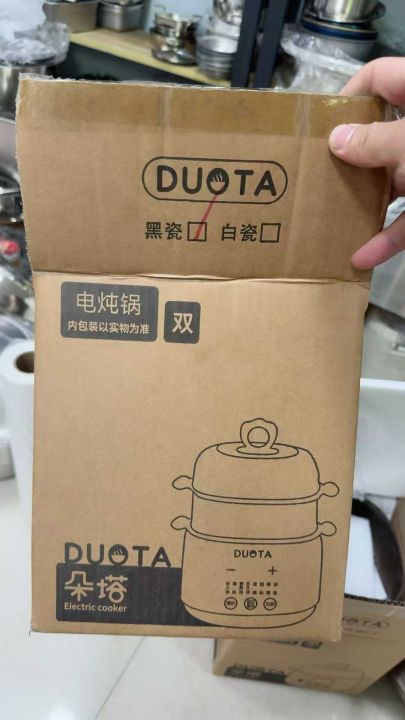 DUOTA
黑瓷 白瓷
电炖锅
内包装以实物为准
双
DUOTA
− +
DUOTA
朵塔
Electric cooker